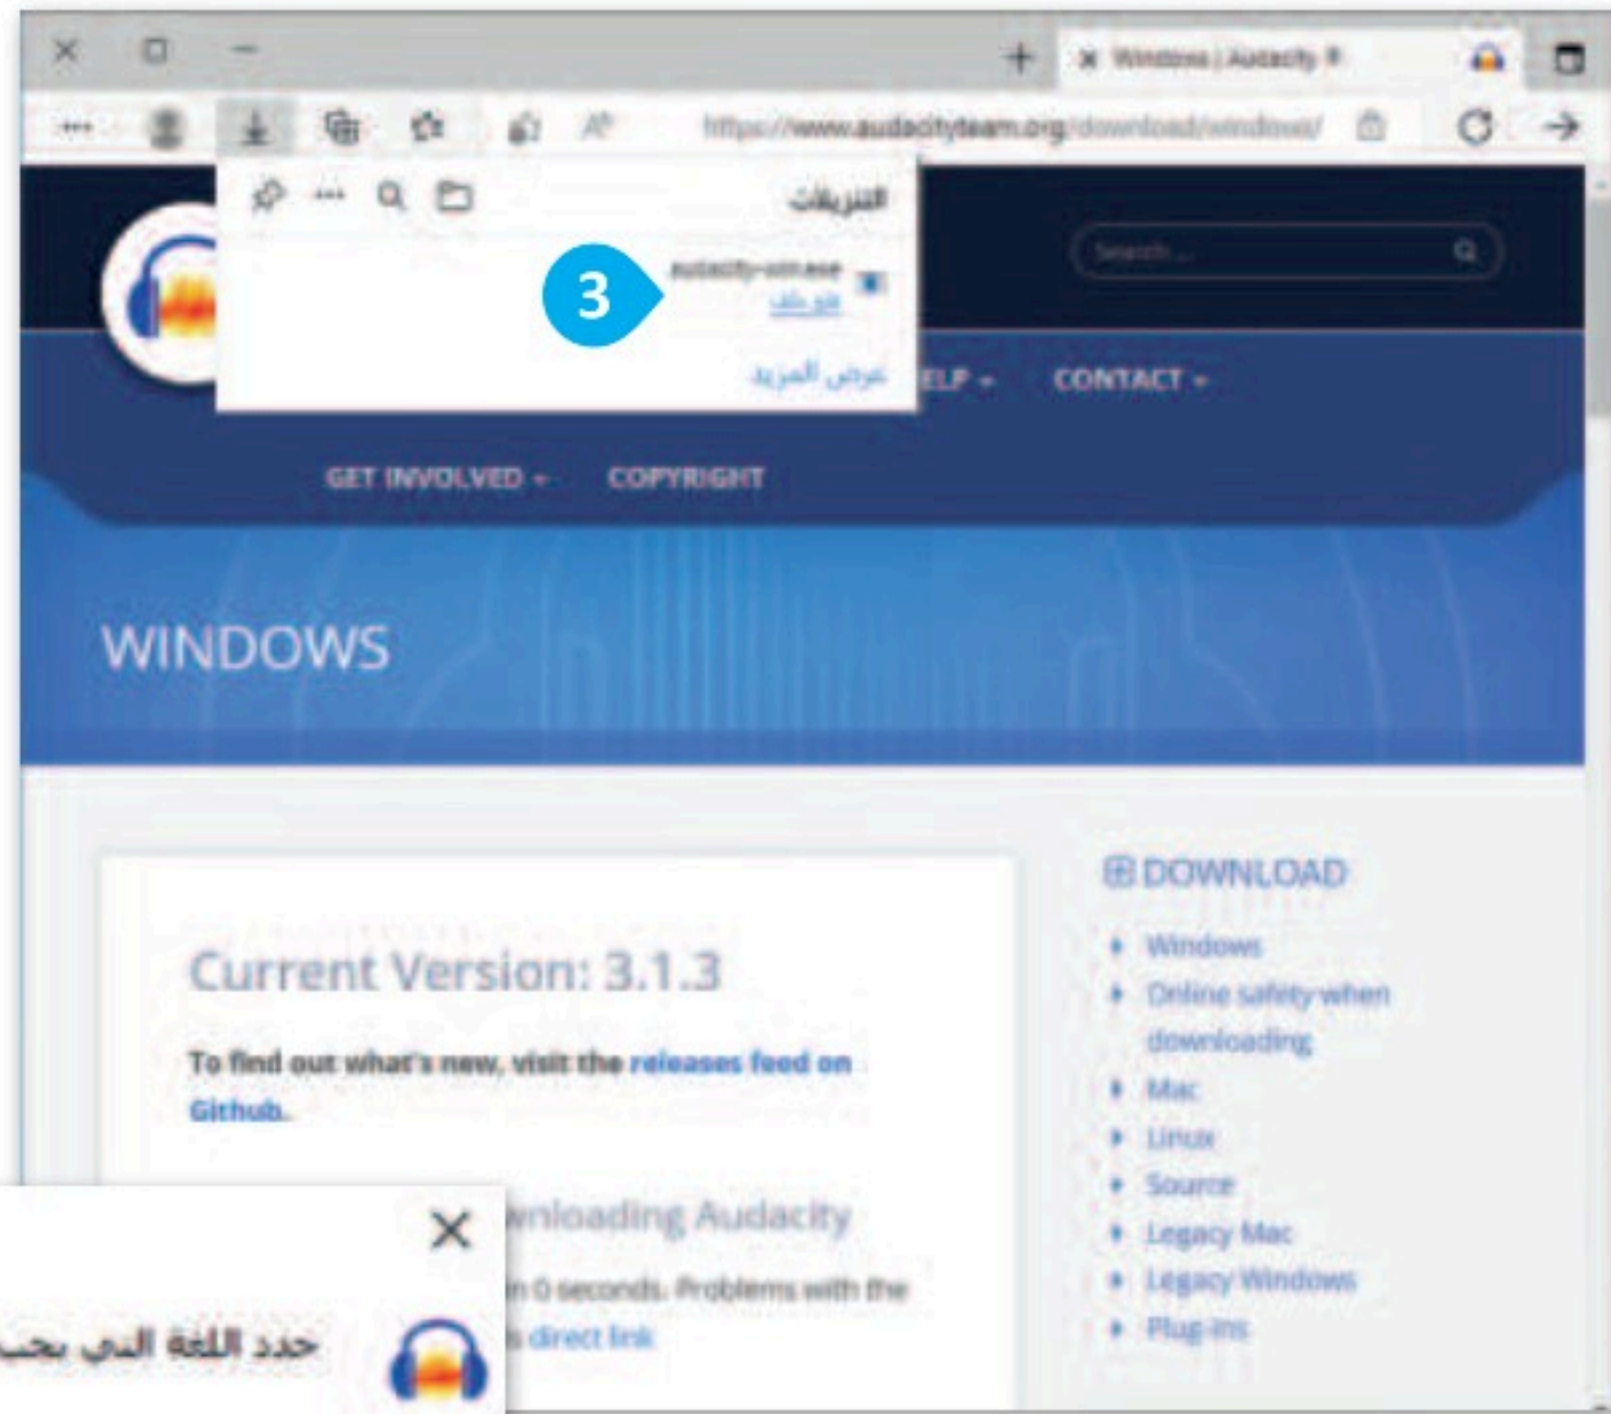 Windows | Audacity ®
https://www.audacityteam.org/download/windows/
التنزيلات
audacity-win.exe
فتح ملف
عرض المزيد
3
Search ...
ELP
CONTACT
GET INVOLVED
COPYRIGHT
WINDOWS
Current Version: 3.1.3
To find out what's new, visit the releases feed on
Github.
wnloading Audacity
n 0 seconds. Problems with the
s direct link
DOWNLOAD
Windows
Online safety when
downloading
Mac
Linux
Source
Legacy Mac
Legacy Windows
Plug-ins
حدد اللغة التي يجب